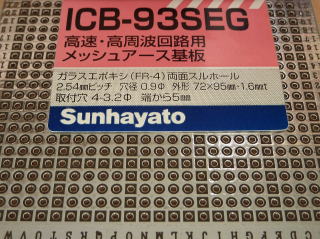 ICB-93SEG
高速・高周波回路用
メッシュアース基板
ガラスエポキシ(FR-4)両面スルホール
2.54mmピッチ 穴径 0.9Φ 外形 72×95mm・1.6mt
取付穴 4-3.2Φ 端から5mm
Sunhayato